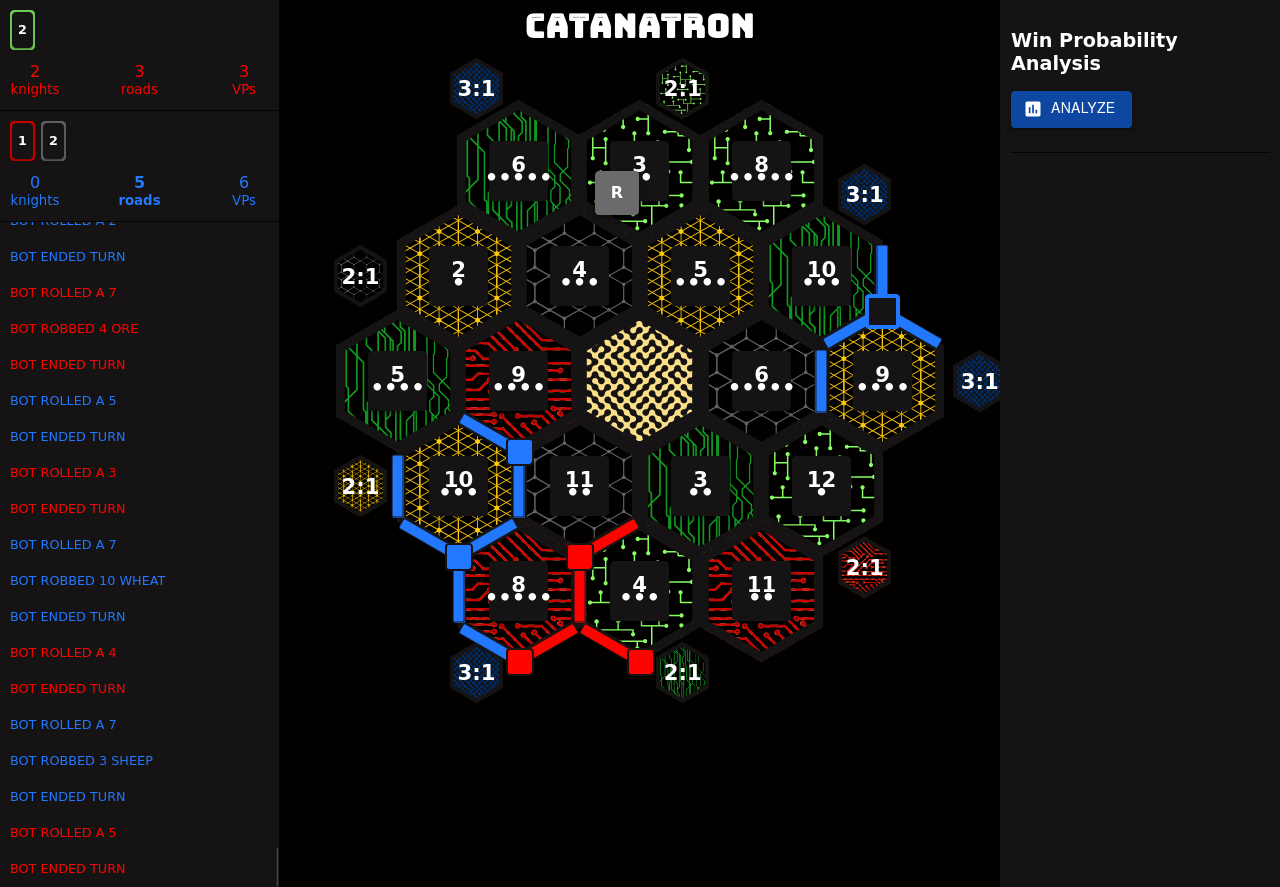 2
2 3 3
knights roads VPs
1 2
0 5 6
knights roads VPs
BOT ROLLED A 2
BOT ENDED TURN
BOT ROLLED A 7
BOT ROBBED 4 ORE
BOT ENDED TURN
BOT ROLLED A 5
BOT ENDED TURN
BOT ROLLED A 3
BOT ENDED TURN
BOT ROLLED A 7
BOT ROBBED 10 WHEAT
BOT ENDED TURN
BOT ROLLED A 4
BOT ENDED TURN
BOT ROLLED A 7
BOT ROBBED 3 SHEEP
BOT ENDED TURN
BOT ROLLED A 5
BOT ENDED TURN
CATANATRON
3:1 2:1
6 3 8
R
3:1
2:1 2 4 5 10
5 9 6 9 3:1
2:1 10 11 3 12
8 4 11 2:1
3:1 2:1
Win Probability
Analysis
ANALYZE